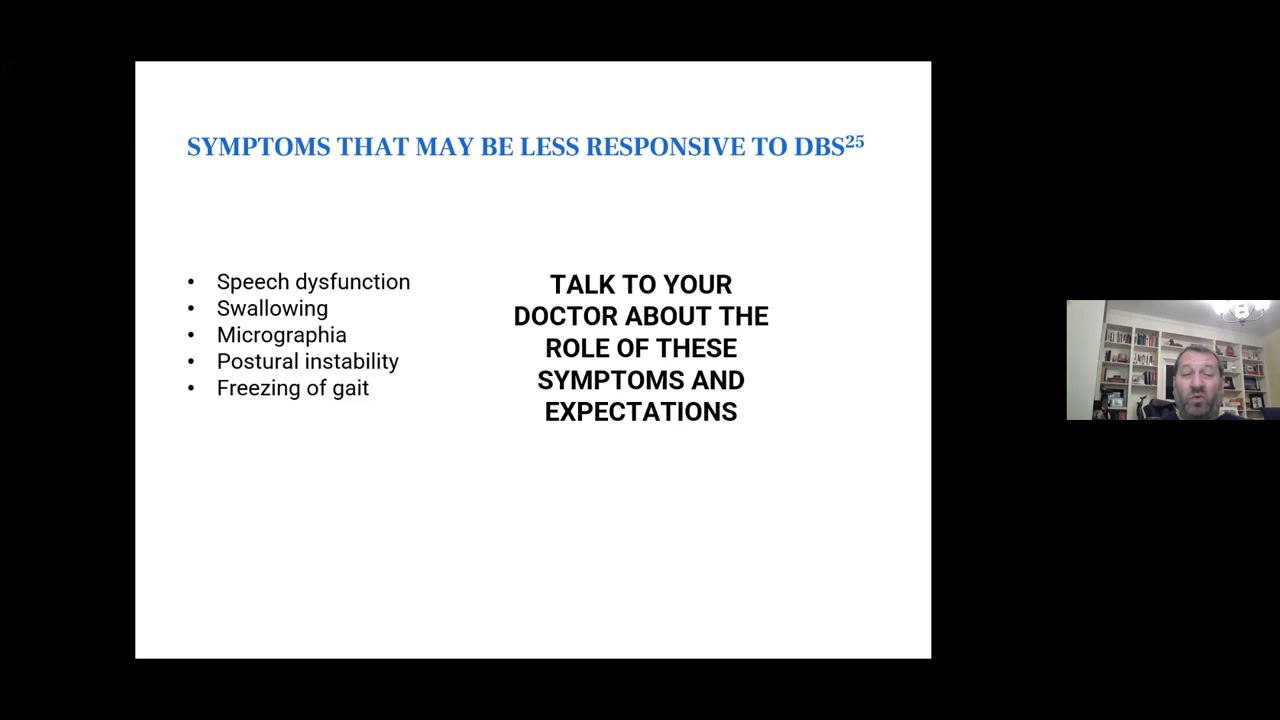 SYMPTOMS THAT MAY BE LESS RESPONSIVE TO DBS²⁵
• Speech dysfunction
• Swallowing
• Micrographia
• Postural instability
• Freezing of gait
TALK TO YOUR
DOCTOR ABOUT THE
ROLE OF THESE
SYMPTOMS AND
EXPECTATIONS